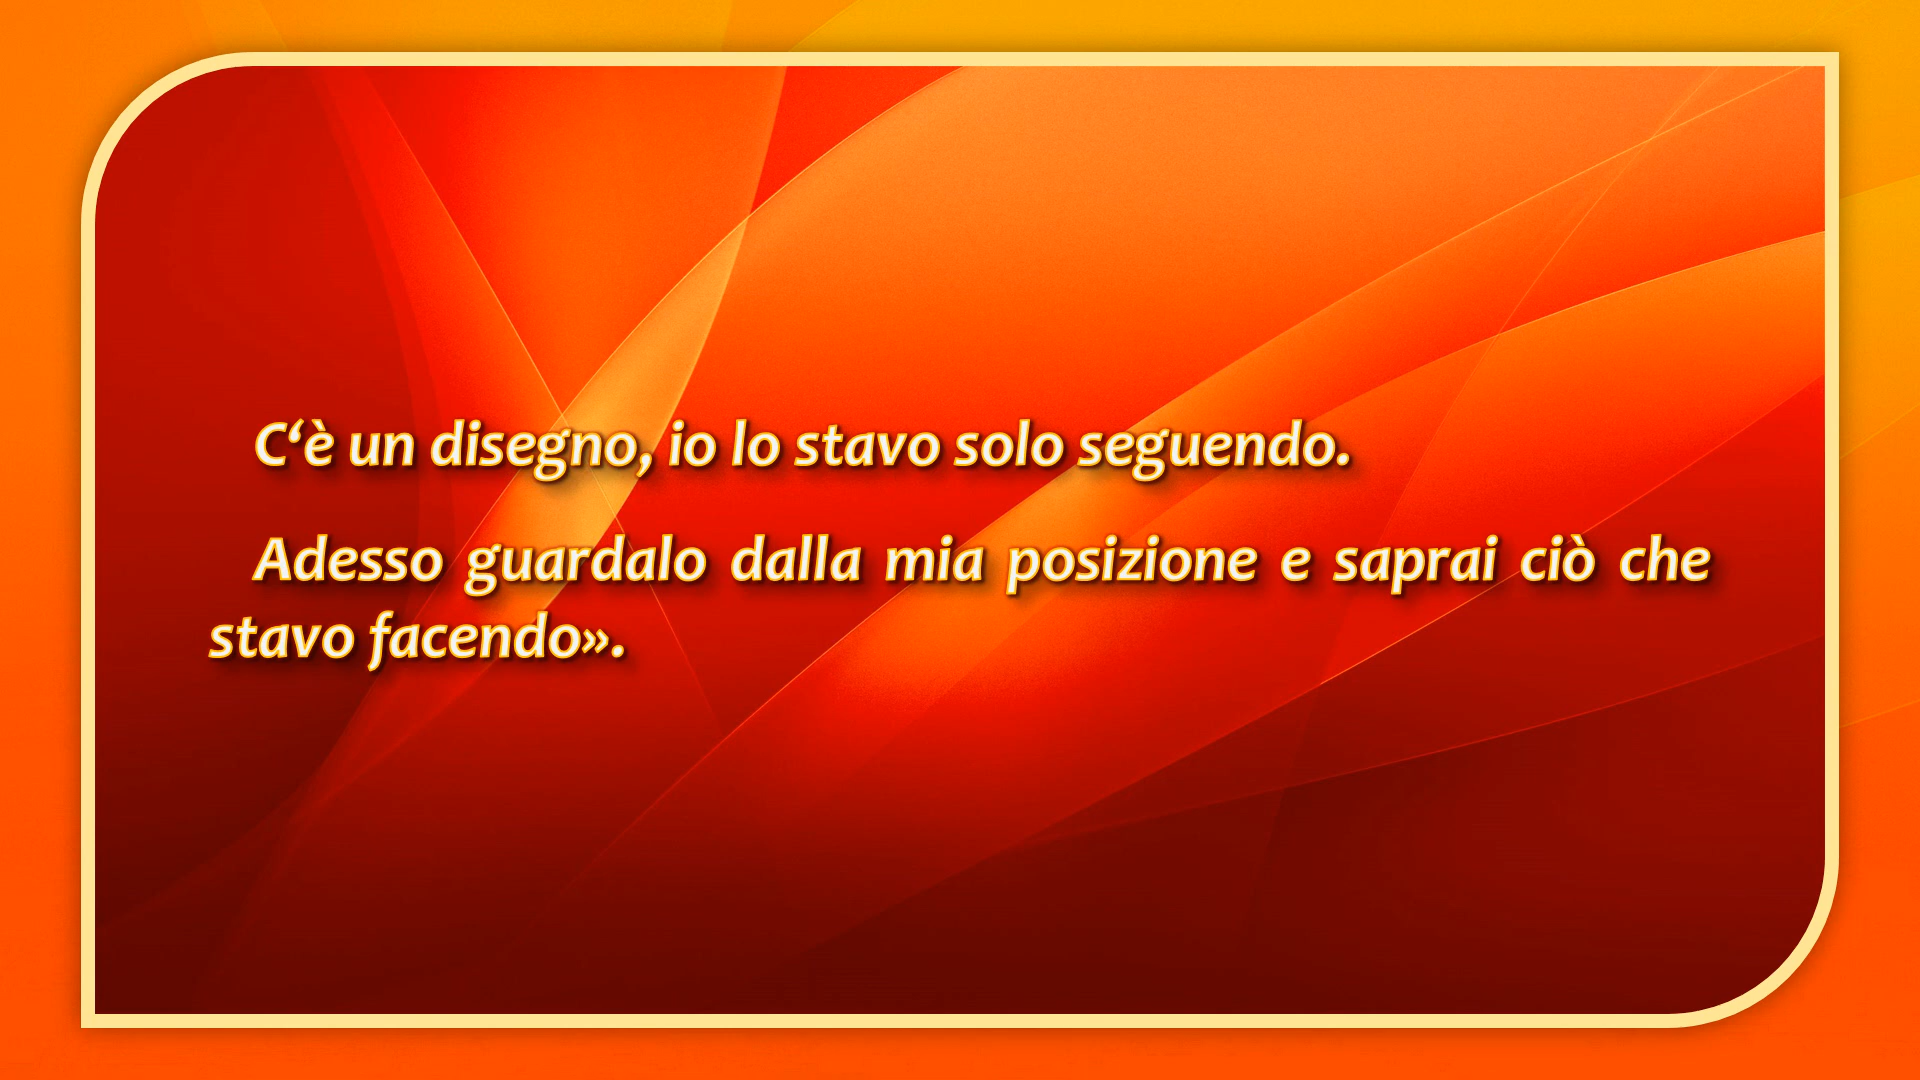 C‘è un disegno, io lo stavo solo seguendo.
Adesso guardalo dalla mia posizione e saprai ciò che
stavo facendo».